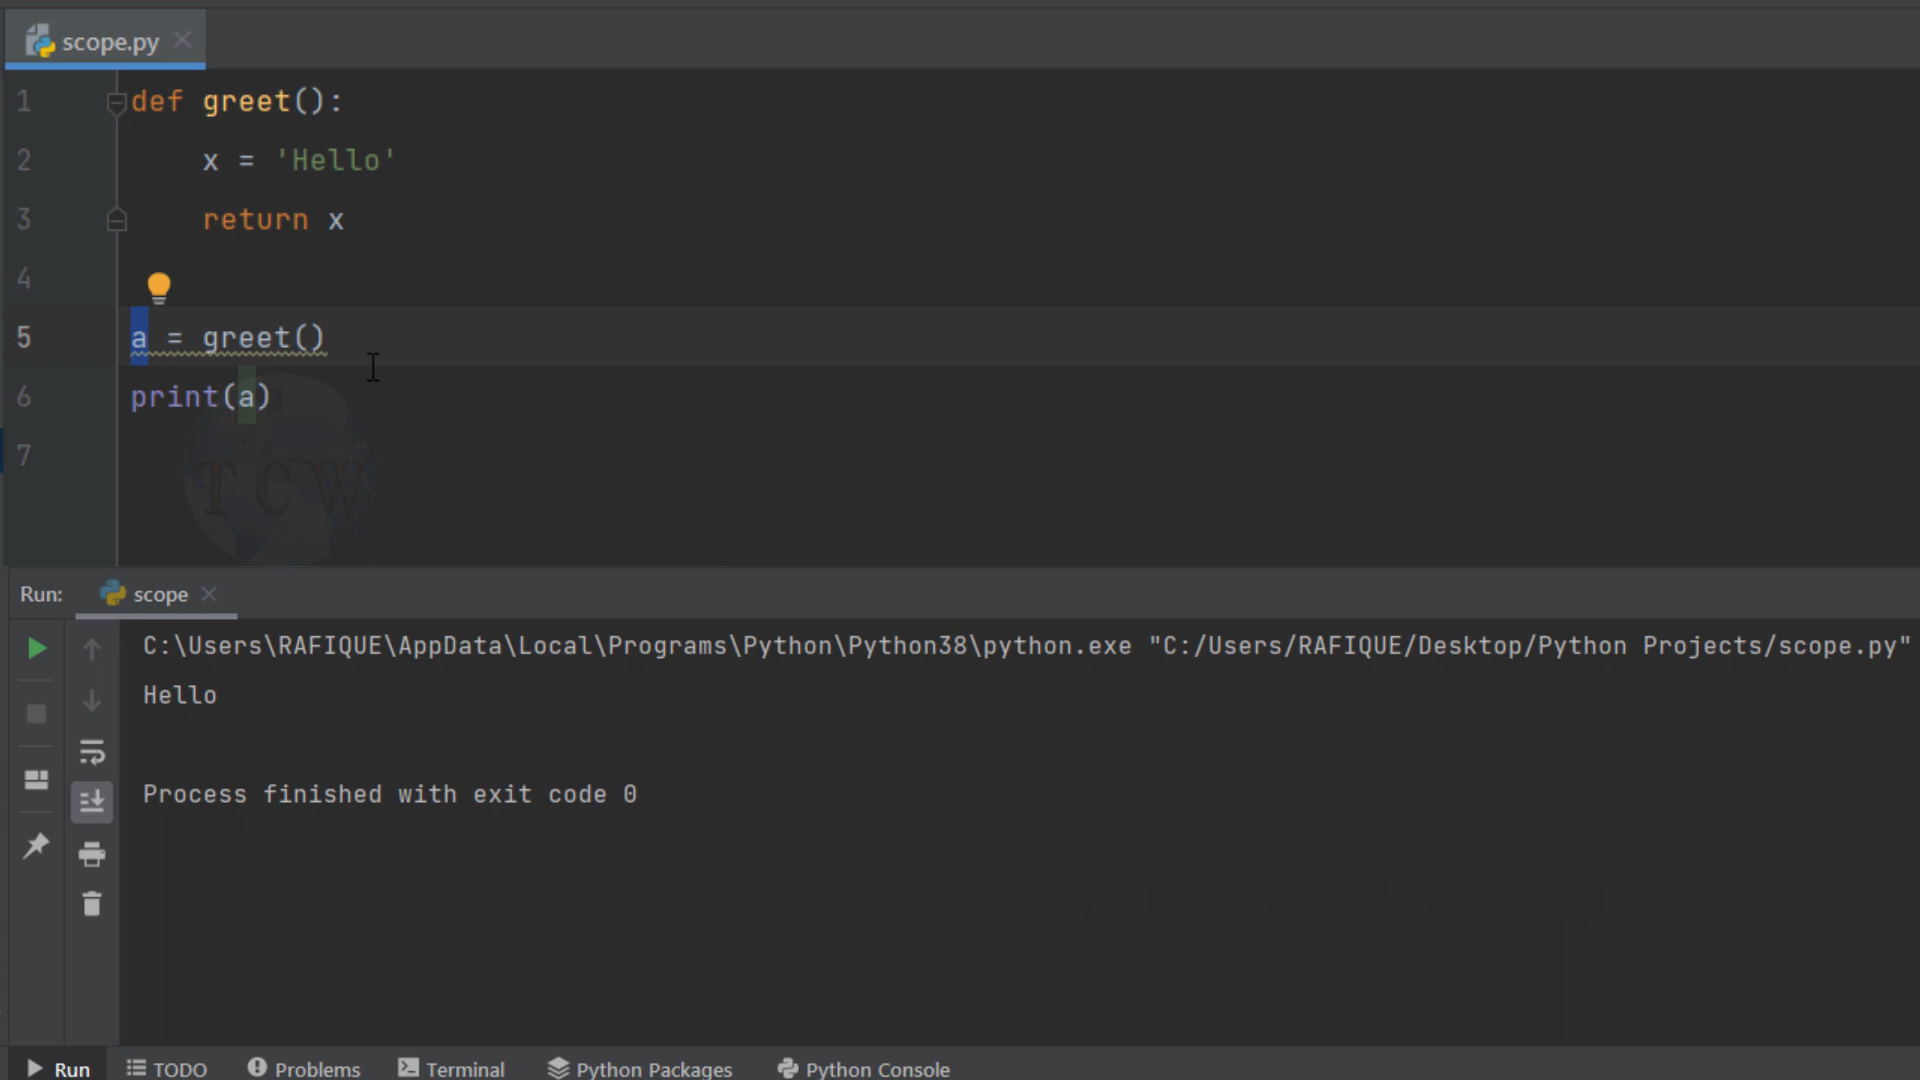 scope.py
1 def greet():
2     x = 'Hello'
3     return x
4
5 a = greet()
6 print(a)
7
TCW
Run: scope
C:\Users\RAFIQUE\AppData\Local\Programs\Python\Python38\python.exe "C:/Users/RAFIQUE/Desktop/Python Projects/scope.py"
Hello
Process finished with exit code 0
Run TODO Problems Terminal Python Packages Python Console